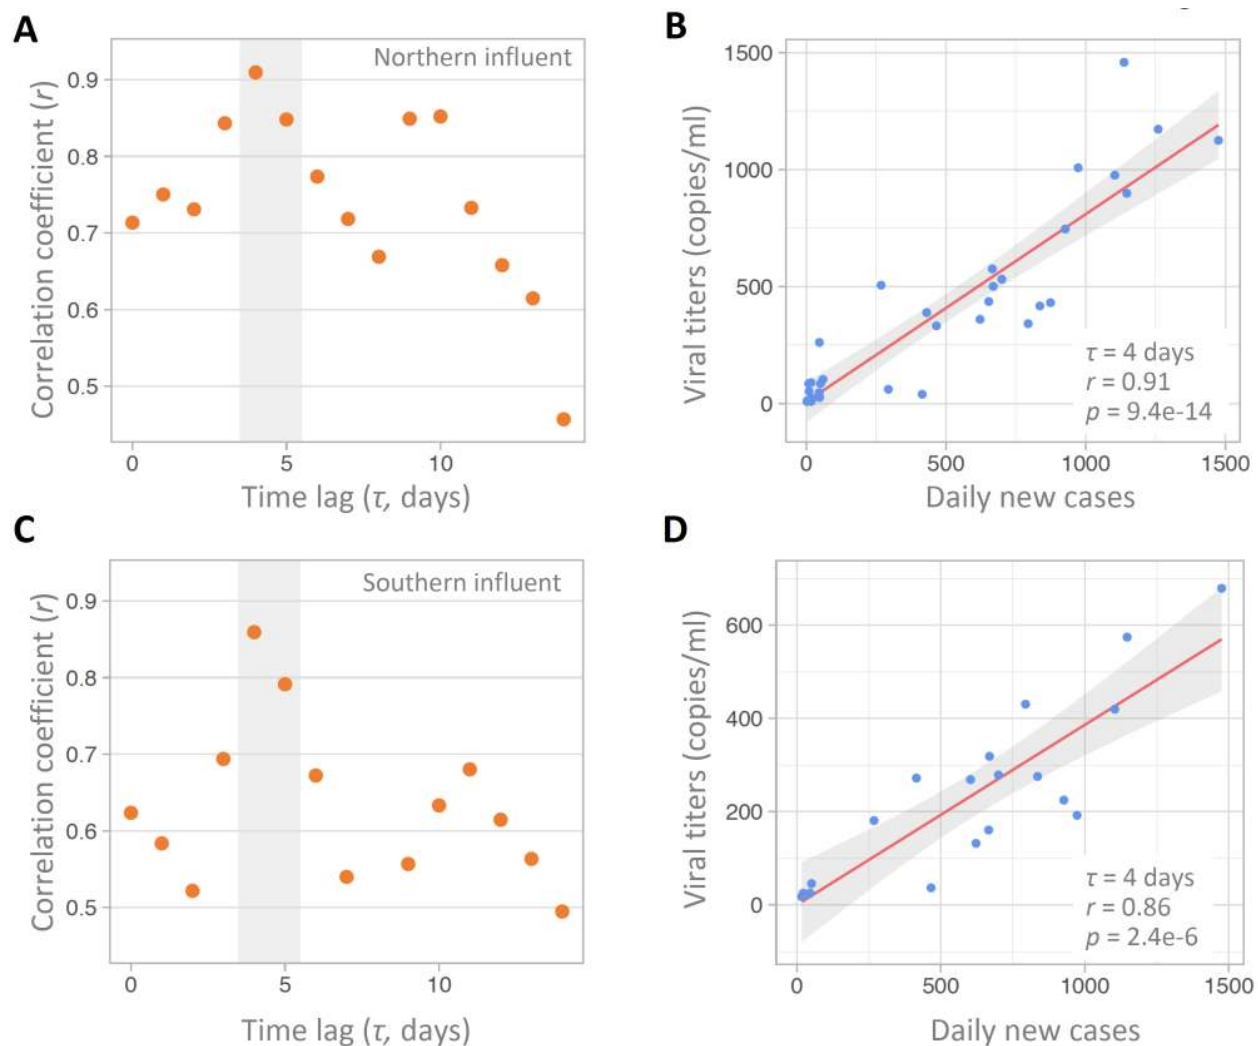 A
Northern influent
Correlation coefficient (r)
0.9
0.8
0.7
0.6
0.5
0
5
10
Time lag (τ, days)
B
Viral titers (copies/ml)
1500
1000
500
0
τ = 4 days
r = 0.91
p = 9.4e-14
0
500
1000
1500
Daily new cases
C
Southern influent
Correlation coefficient (r)
0.9
0.8
0.7
0.6
0.5
0
5
10
Time lag (τ, days)
D
Viral titers (copies/ml)
600
400
200
0
τ = 4 days
r = 0.86
p = 2.4e-6
0
500
1000
1500
Daily new cases